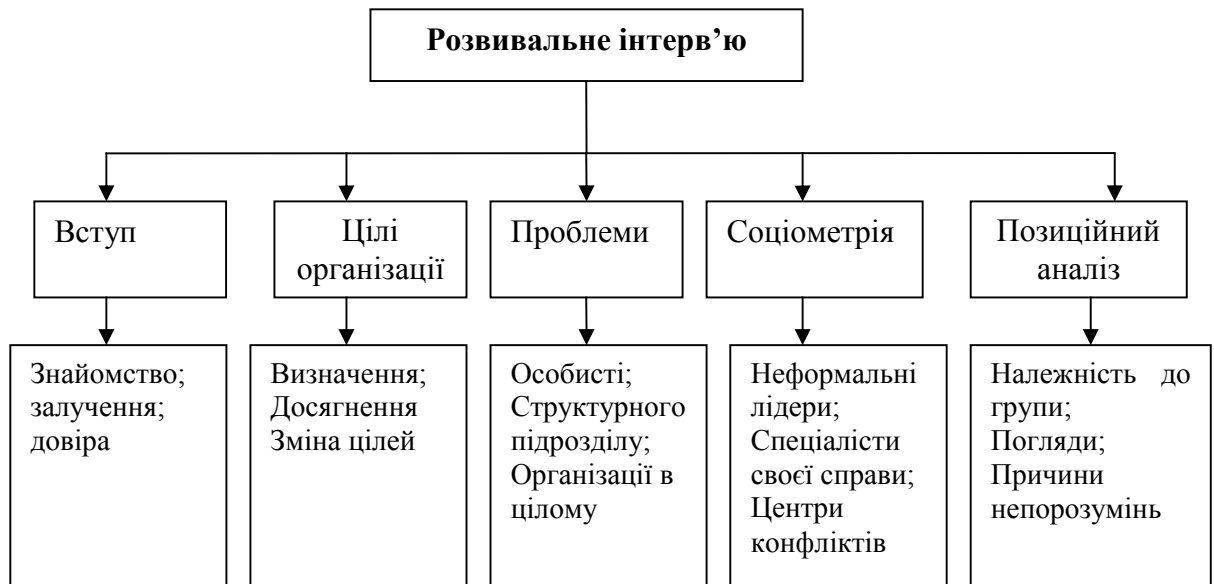 Розвивальне інтерв’ю
Вступ
Цілі
організації
Проблеми
Соціометрія
Позиційний
аналіз
Знайомство;
залучення;
довіра
Визначення;
Досягнення
Зміна цілей
Особисті;
Структурного
підрозділу;
Організації в
цілому
Неформальні
лідери;
Спеціалісти
своєї справи;
Центри
конфліктів
Належність до
групи;
Погляди;
Причини
непорозумінь